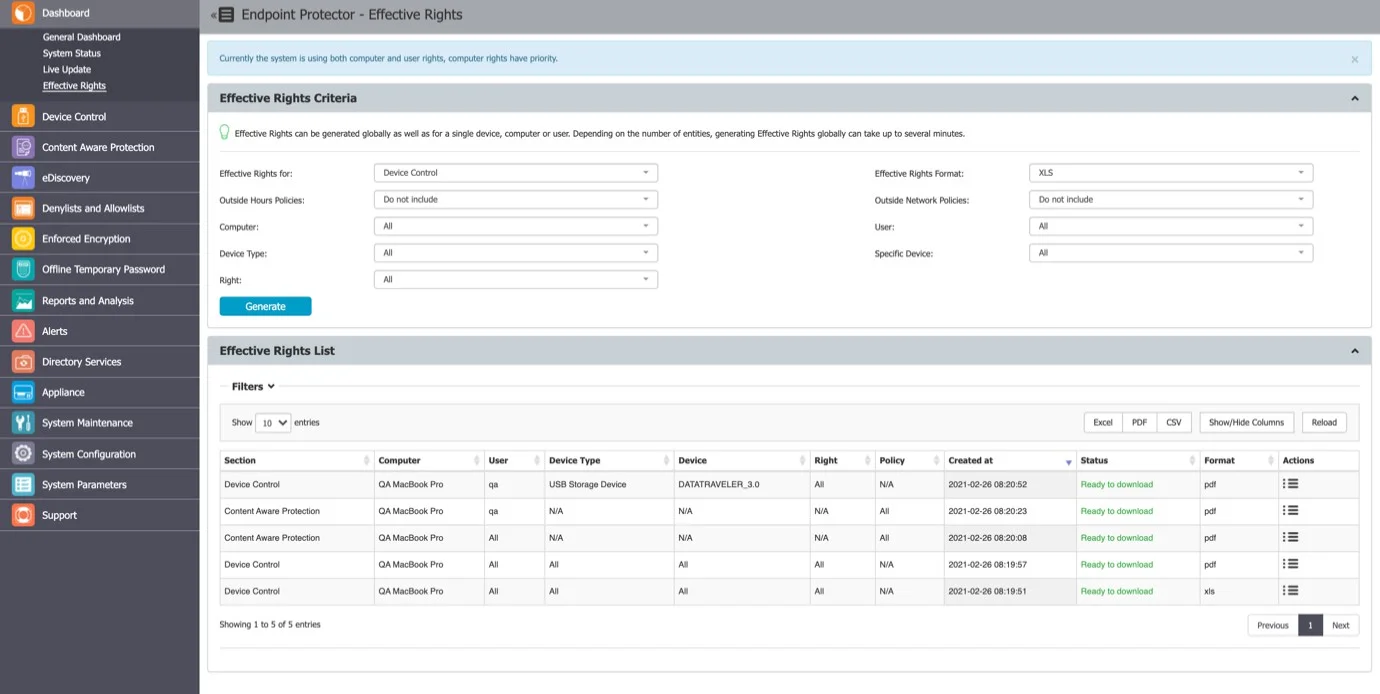 Dashboard
General Dashboard
System Status
Live Update
Effective Rights
Device Control
Content Aware Protection
eDiscovery
Denylists and Allowlists
Enforced Encryption
Offline Temporary Password
Reports and Analysis
Alerts
Directory Services
Appliance
System Maintenance
System Configuration
System Parameters
Support
Endpoint Protector - Effective Rights
Currently the system is using both computer and user rights, computer rights have priority.
Effective Rights Criteria
Effective Rights can be generated globally as well as for a single device, computer or user. Depending on the number of entities, generating Effective Rights globally can take up to several minutes.
Effective Rights for: Device Control Effective Rights Format: XLS
Outside Hours Policies: Do not include Outside Network Policies: Do not include
Computer: All User: All
Device Type: All Specific Device: All
Right: All
Generate
Effective Rights List
Filters
Show 10 entries Excel PDF CSV Show/Hide Columns Reload
Section Computer User Device Type Device Right Policy Created at Status Format Actions
Device Control QA MacBook Pro qa USB Storage Device DATATRAVELER_3.0 All N/A 2021-02-26 08:20:52 Ready to download pdf
Content Aware Protection QA MacBook Pro qa N/A N/A N/A All 2021-02-26 08:20:23 Ready to download pdf
Content Aware Protection QA MacBook Pro All N/A N/A N/A All 2021-02-26 08:20:08 Ready to download pdf
Device Control QA MacBook Pro All All All All N/A 2021-02-26 08:19:57 Ready to download pdf
Device Control QA MacBook Pro All All All All N/A 2021-02-26 08:19:51 Ready to download xls
Showing 1 to 5 of 5 entries Previous 1 Next